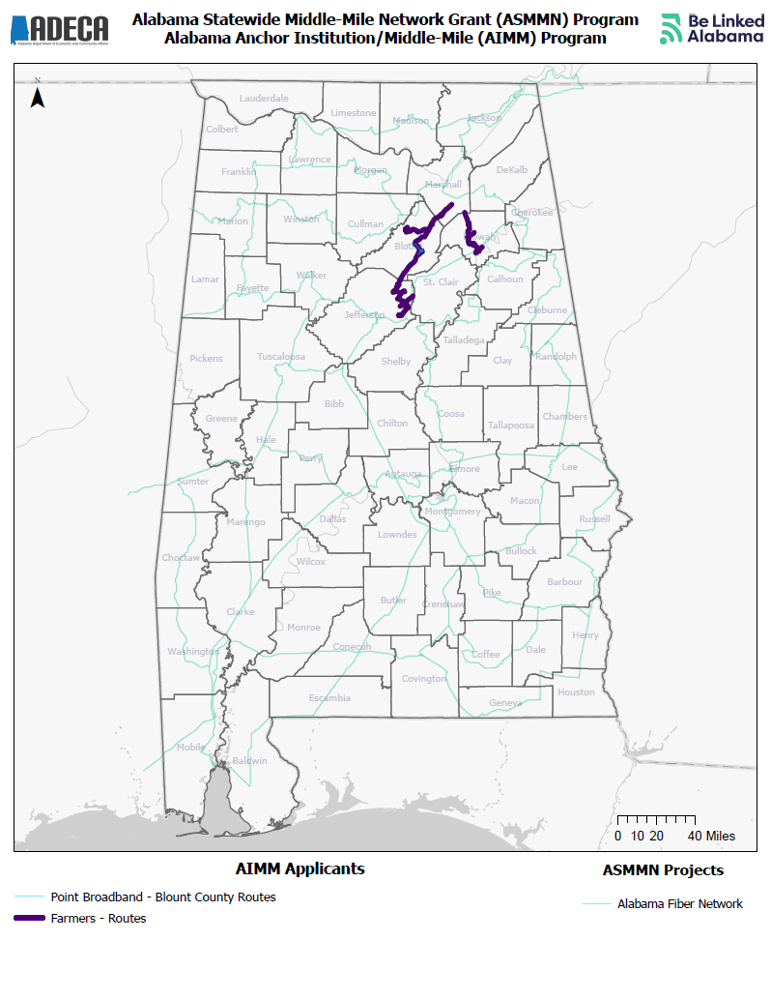 ADECA
Alabama Department of Economic and Community Affairs
Alabama Statewide Middle-Mile Network Grant (ASMMN) Program
Alabama Anchor Institution/Middle-Mile (AIMM) Program
Be Linked
Alabama
N
Lauderdale
Limestone
Madison
Jackson
Colbert
Lawrence
Franklin
Morgan
DeKalb
Marshall
Cherokee
Marion
Winston
Cullman
Blount
Lamar
Walker
St. Clair
Calhoun
Fayette
Jefferson
Cleburne
Talladega
Pickens
Tuscaloosa
Shelby
Clay
Randolph
Bibb
Greene
Chilton
Coosa
Tallapoosa
Chambers
Hale
Perry
Autauga
Elmore
Lee
Sumter
Macon
Montgomery
Marengo
Dallas
Russell
Lowndes
Choctaw
Wilcox
Bullock
Barbour
Butler
Pike
Crenshaw
Clarke
Monroe
Henry
Washington
Conecuh
Coffee
Dale
Covington
Houston
Escambia
Geneva
Mobile
Baldwin
0 10 20 40 Miles
AIMM Applicants
Point Broadband - Blount County Routes
Farmers - Routes
ASMMN Projects
Alabama Fiber Network